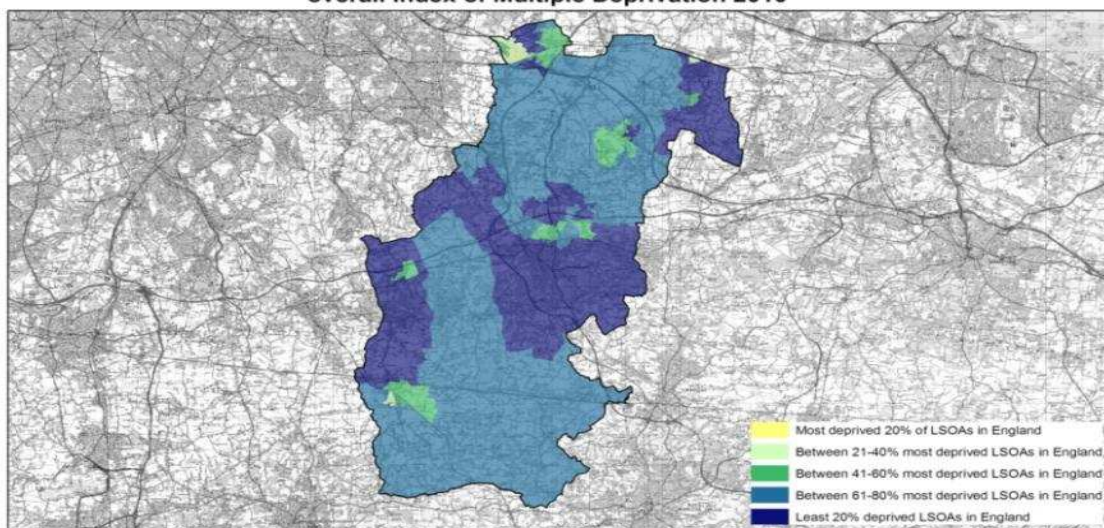 Overall Index of Multiple Deprivation
Most deprived 20% of LSOAs in England
Between 21-40% most deprived LSOAs in England
Between 41-60% most deprived LSOAs in England
Between 61-80% most deprived LSOAs in England
Least 20% deprived LSOAs in England